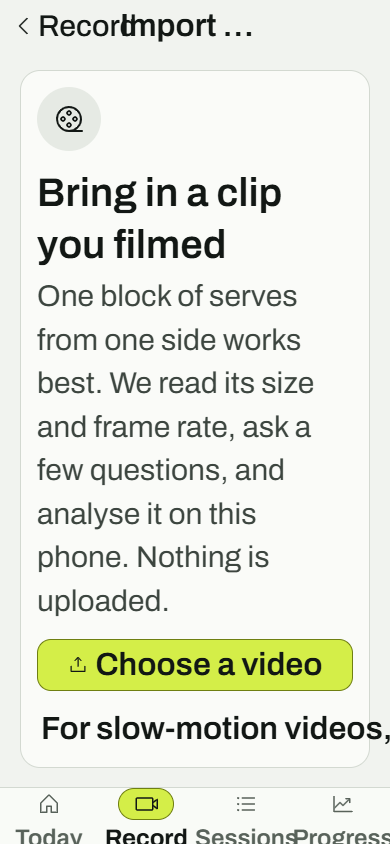 Record
Import …
Bring in a clip
you filmed
One block of serves
from one side works
best. We read its size
and frame rate, ask a
few questions, and
analyse it on this
phone. Nothing is
uploaded.
Choose a video
For slow-motion videos,
Today Record Sessions Progress